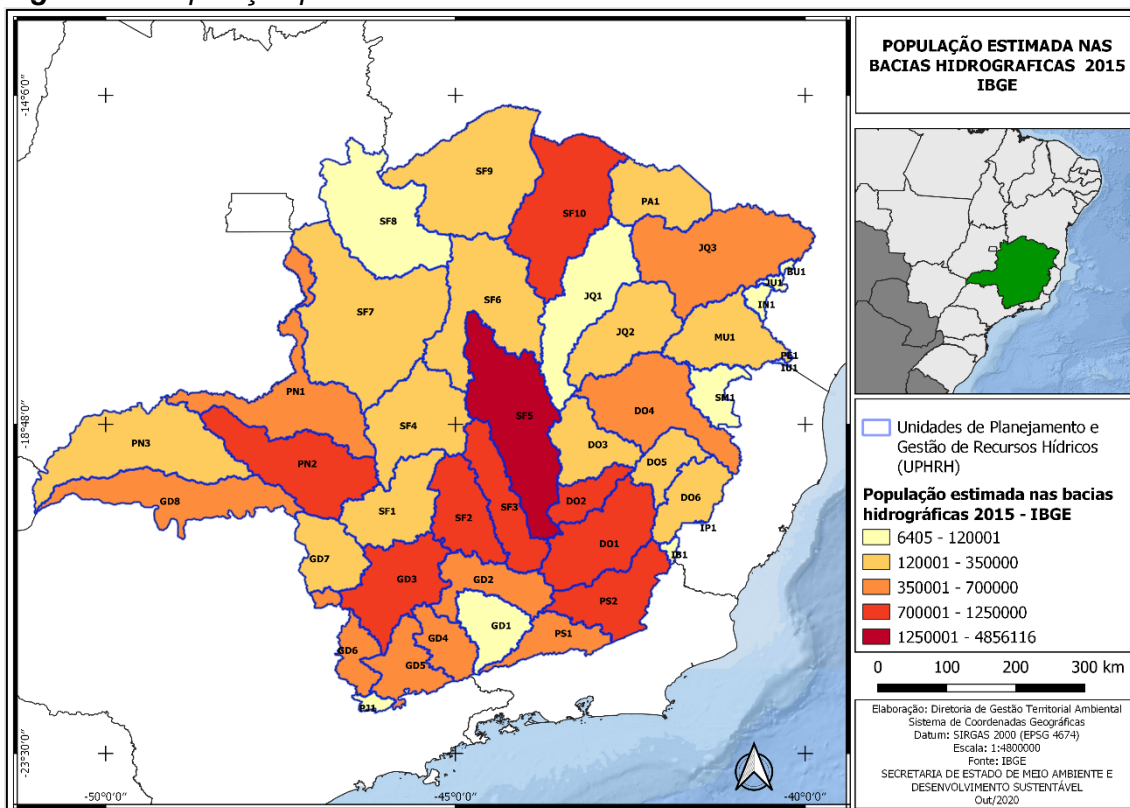 POPULAÇÃO ESTIMADA NAS
BACIAS HIDROGRAFICAS 2015
IBGE
-14°6'0"
-18°48'0"
-23°30'0"
-50°0'0"
-45°0'0"
-40°0'0"
SF9
SF8
SF10
PA1
JQ3
BU1
JU1
IN1
JQ1
SF6
SF7
JQ2
MU1
PE1
IU1
SM1
PN1
SF5
DO4
SF4
PN3
DO3
PN2
DO5
GD8
DO6
SF1
SF2
SF3
DO2
IP1
DO1
IB1
GD7
GD3
GD2
PS2
GD1
PS1
GD4
GD6
GD5
PJ1
Unidades de Planejamento e
Gestão de Recursos Hídricos
(UPHRH)
População estimada nas bacias
hidrográficas 2015 - IBGE
6405 - 120001
120001 - 350000
350001 - 700000
700001 - 1250000
1250001 - 4856116
0 100 200 300 km
Elaboração: Diretoria de Gestão Territorial Ambiental
Sistema de Coordenadas Geográficas
Datum: SIRGAS 2000 (EPSG 4674)
Escala: 1:4800000
Fonte: IBGE
SECRETARIA DE ESTADO DE MEIO AMBIENTE E
DESENVOLVIMENTO SUSTENTÁVEL
Out/2020